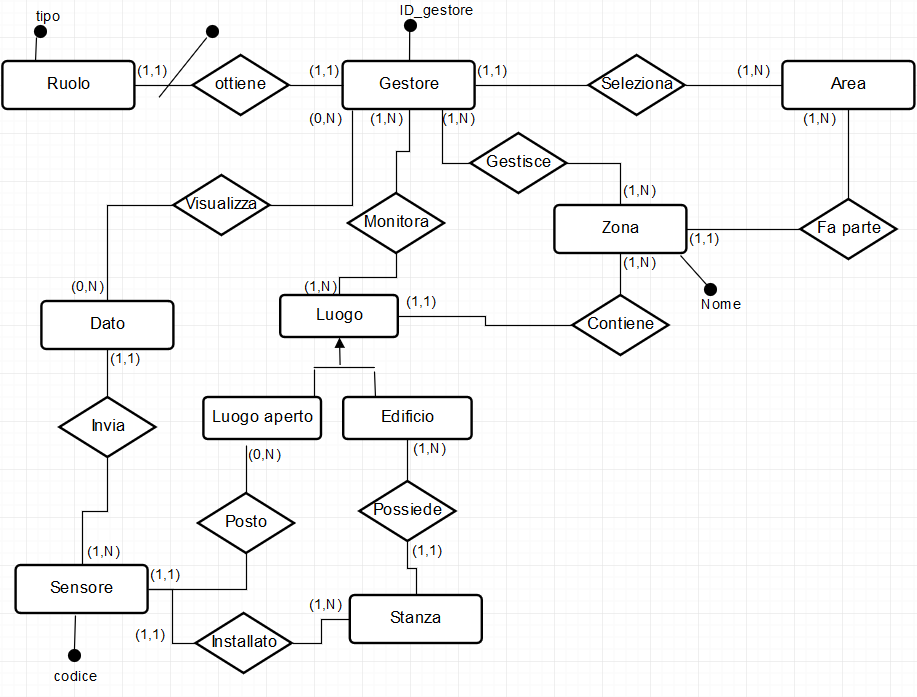 tipo
ID_gestore
Ruolo
(1,1)
ottiene
(1,1)
Gestore
(1,1)
Seleziona
(1,N)
Area
(0,N)
(1,N)
(1,N)
(1,N)
Gestisce
Visualizza
Monitora
(1,N)
Zona
(1,1)
Fa parte
(1,N)
Nome
(0,N)
(1,N)
Luogo
(1,1)
Contiene
Dato
(1,1)
Luogo aperto
Edificio
Invia
(0,N)
(1,N)
Posto
Possiede
(1,N)
(1,1)
Sensore
(1,1)
(1,1)
Installato
(1,N)
Stanza
codice